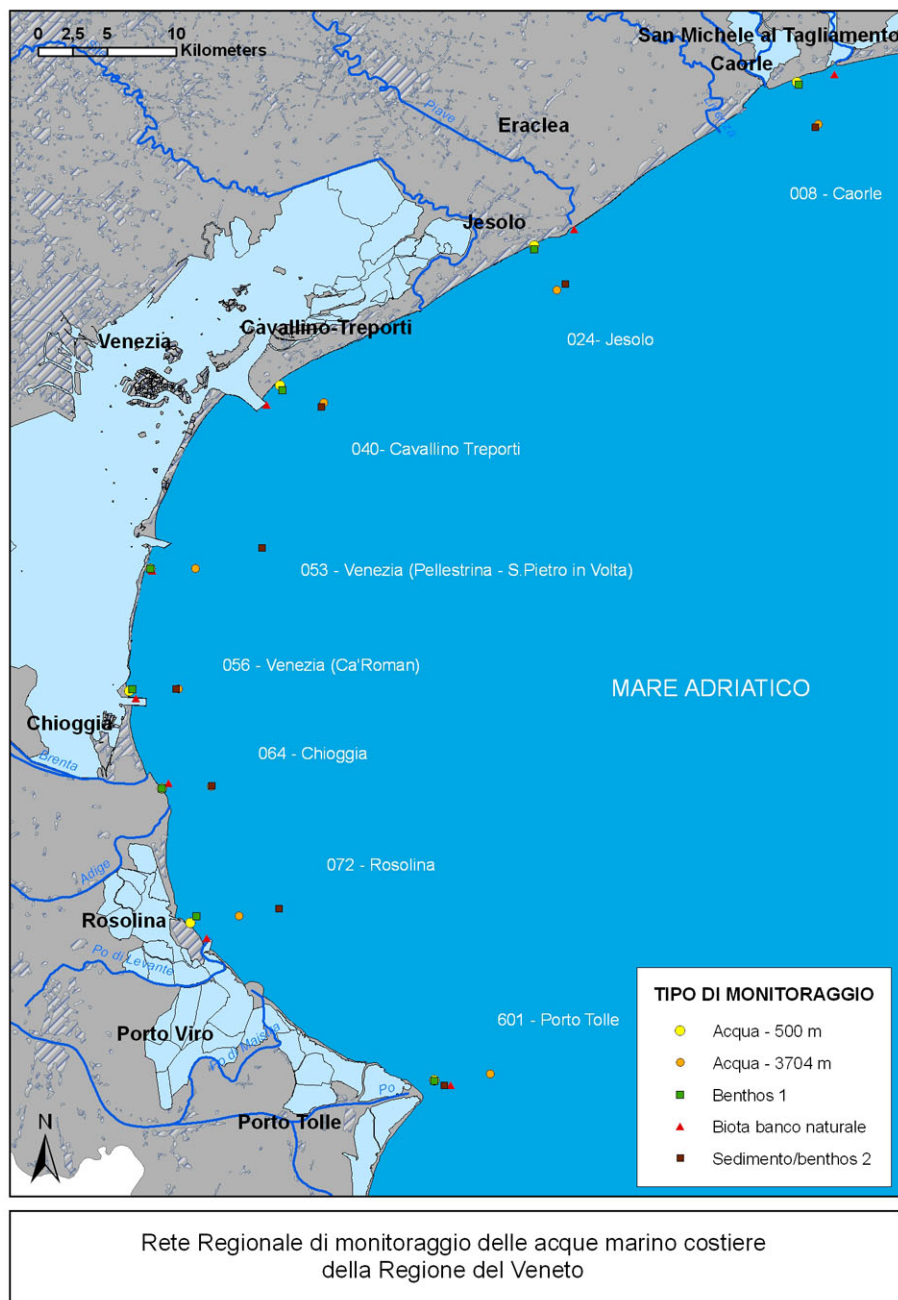 0 2,5 5 10
Kilometers
San Michele al Tagliamento
Caorle
Piave
Eraclea
008 - Caorle
Jesolo
Cavallino-Treporti
Venezia
024- Jesolo
040- Cavallino Treporti
053 - Venezia (Pellestrina - S.Pietro in Volta)
056 - Venezia (Ca'Roman)
MARE ADRIATICO
Chioggia
Brenta
064 - Chioggia
Adige
072 - Rosolina
Rosolina
Po di Levante
601 - Porto Tolle
Porto Viro
Po di Maistra
Po
Porto Tolle
N
TIPO DI MONITORAGGIO
Acqua - 500 m
Acqua - 3704 m
Benthos 1
Biota banco naturale
Sedimento/benthos 2
Rete Regionale di monitoraggio delle acque marino costiere
della Regione del Veneto